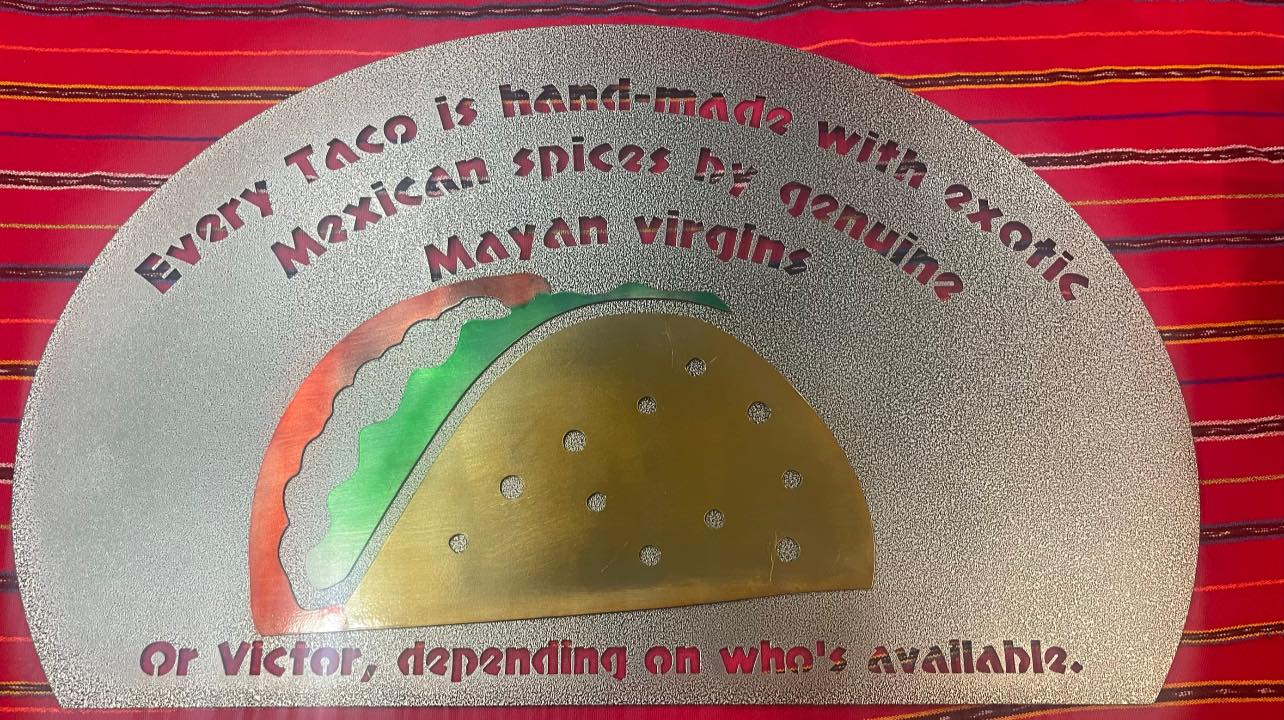 Every Taco is hand-made with exotic
Mexican spices by genuine
Mayan virgins
Or Victor, depending on who's available.